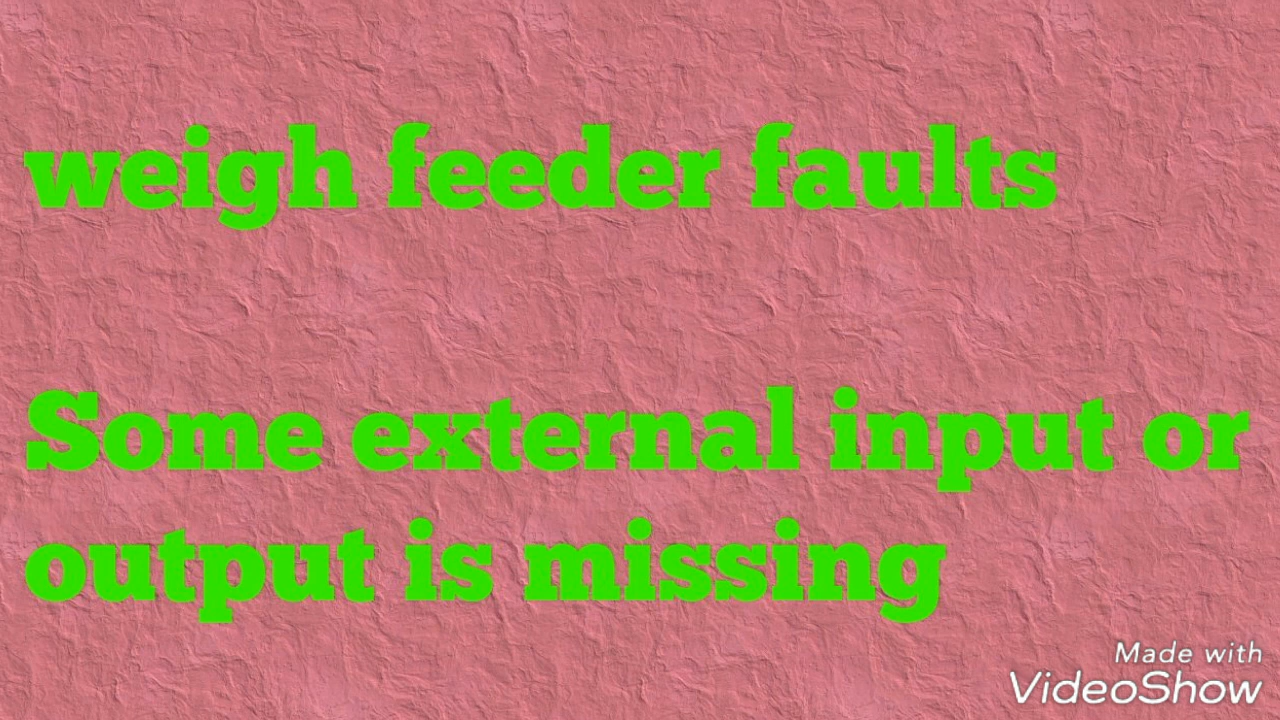 weigh feeder faults
Some external input or
output is missing
Made with
VideoShow